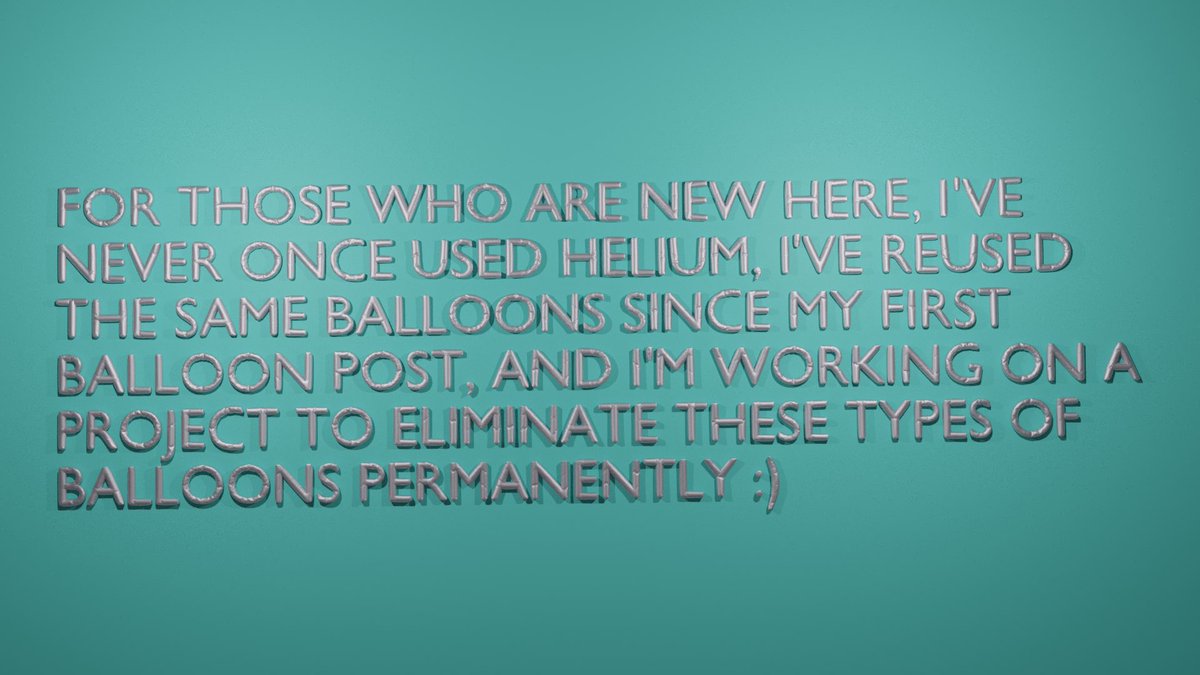 FOR THOSE WHO ARE NEW HERE, I'VE
NEVER ONCE USED HELIUM, I'VE REUSED
THE SAME BALLOONS SINCE MY FIRST
BALLOON POST, AND I'M WORKING ON A
PROJECT TO ELIMINATE THESE TYPES OF
BALLOONS PERMANENTLY :)